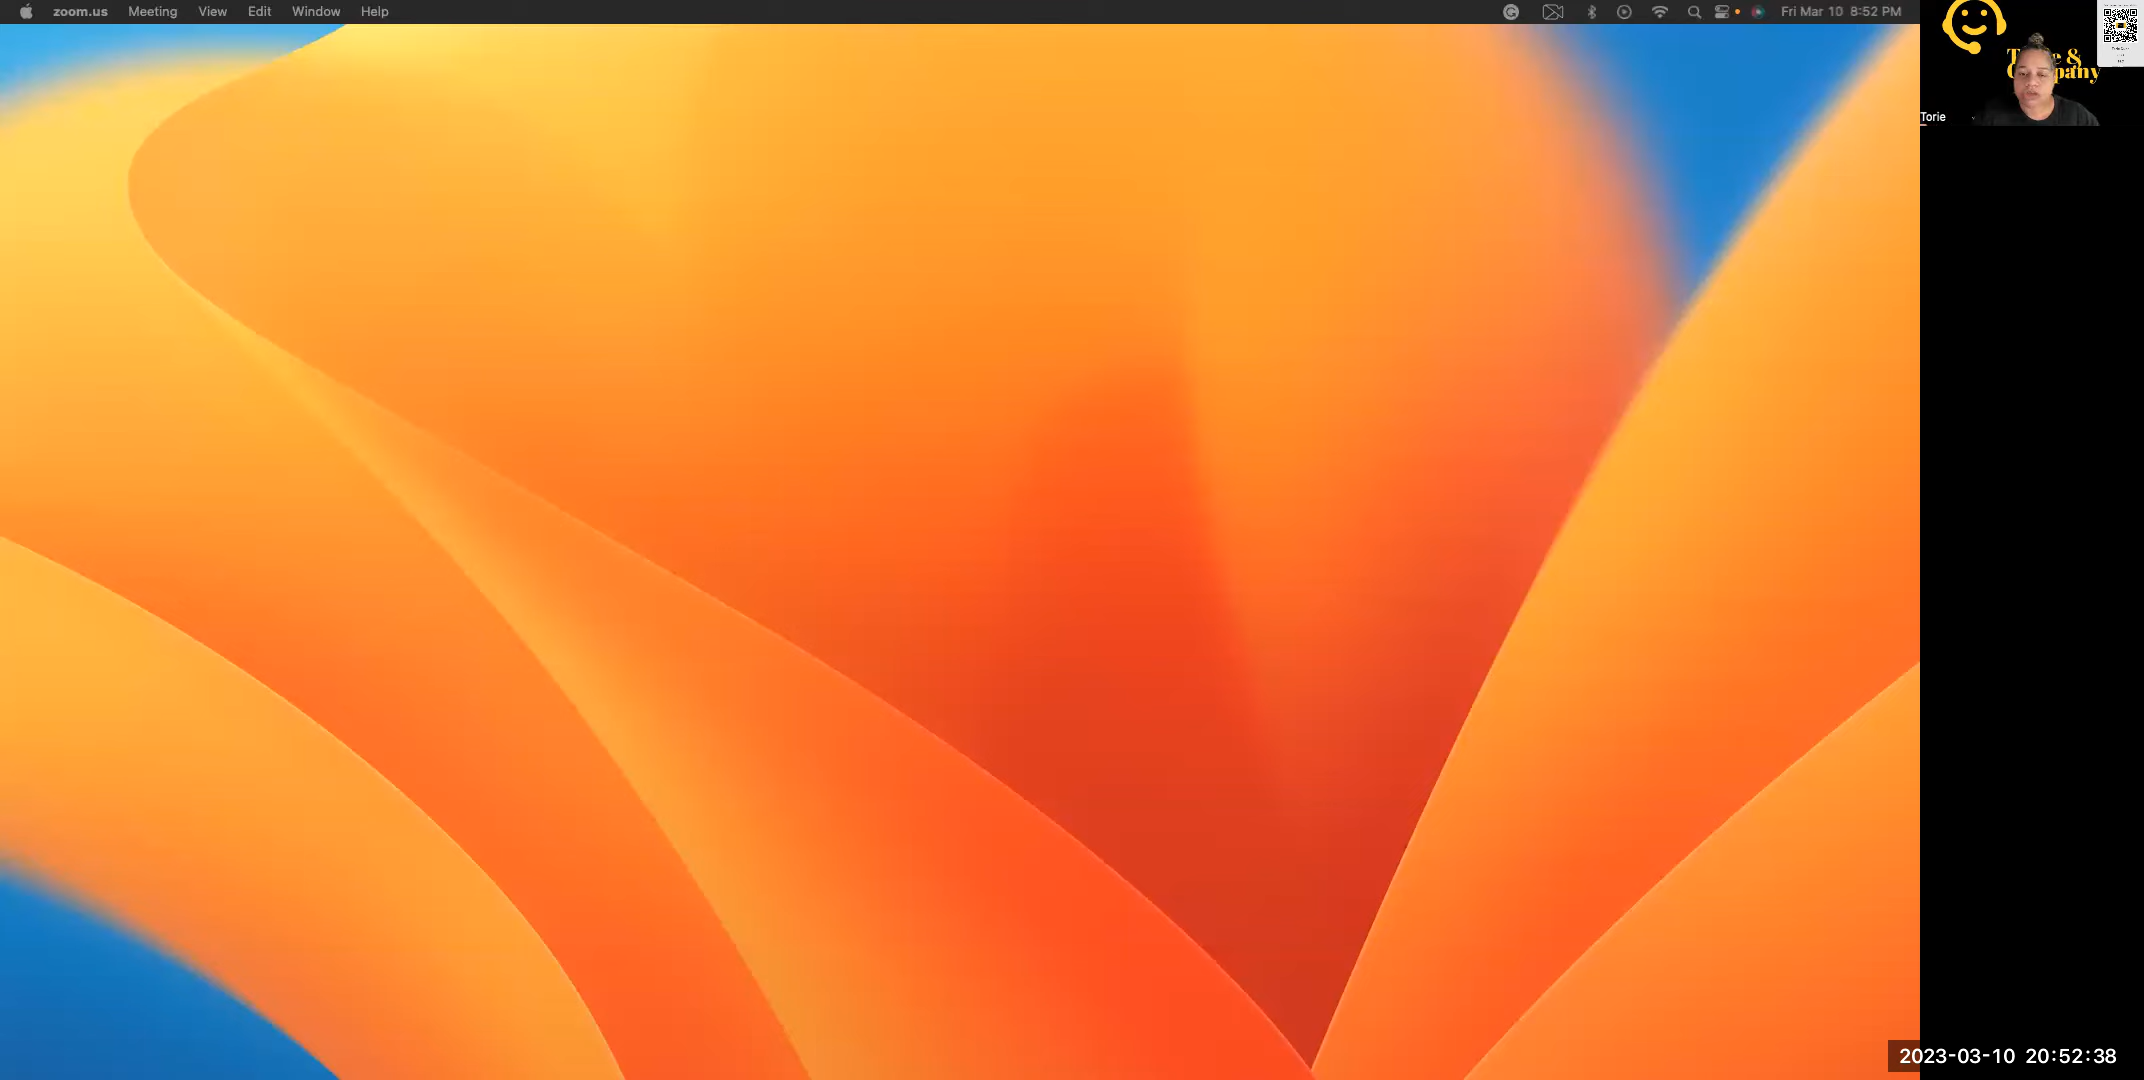 zoom.us Meeting View Edit Window Help Fri Mar 10 8:52 PM
Company
Torie
2023-03-10 20:52:38